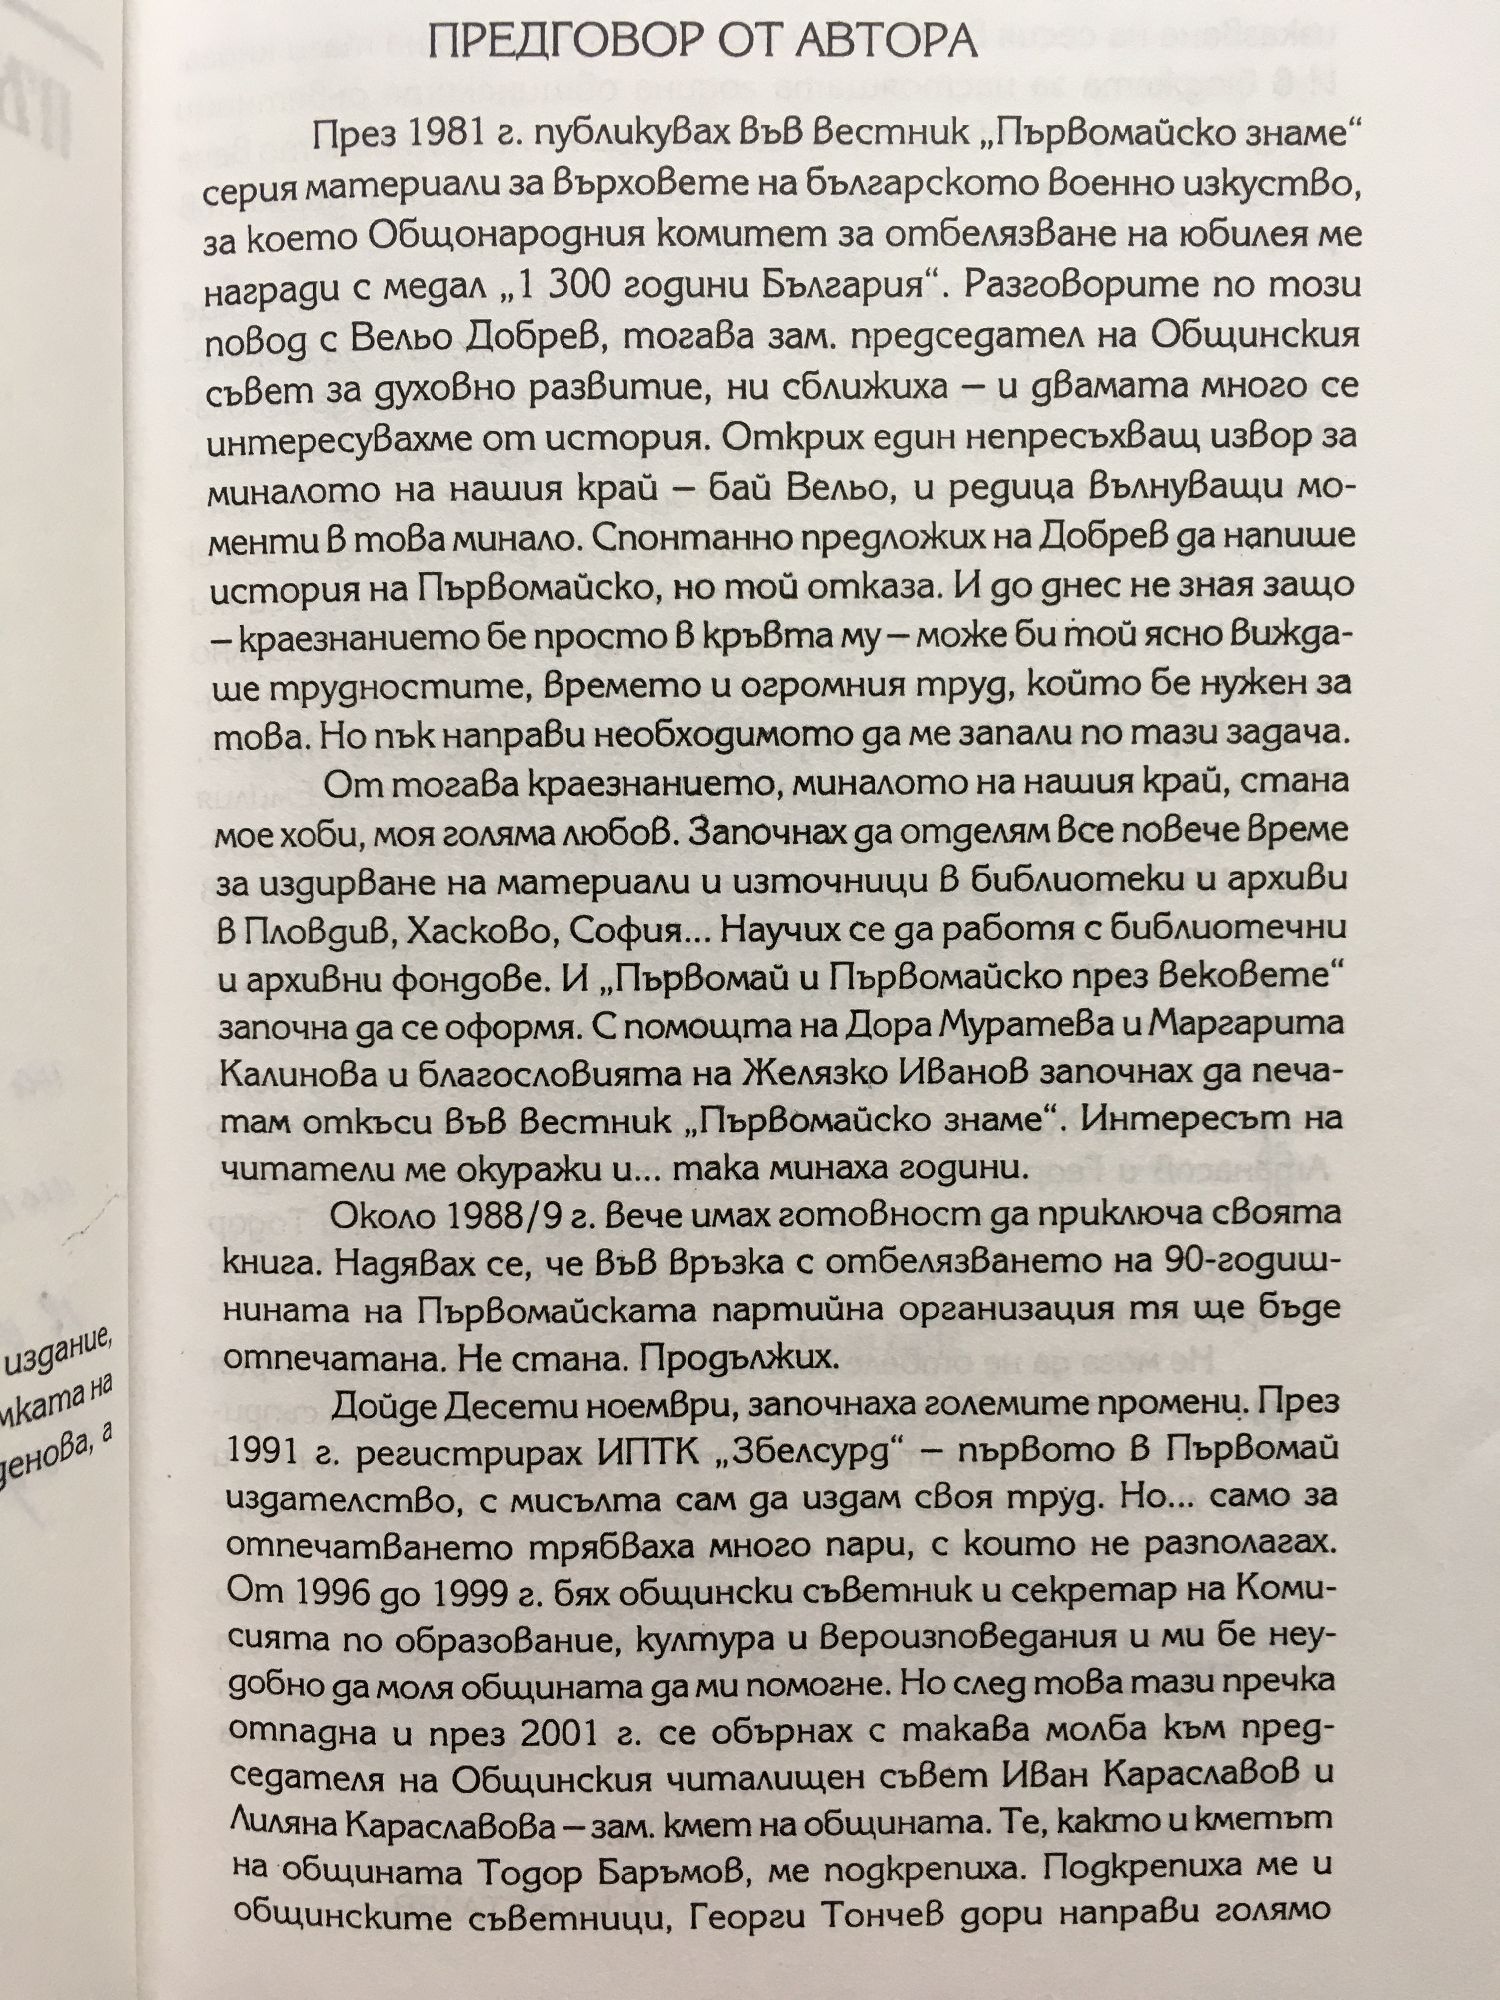 ПРЕДГОВОР ОТ АВТОРА
През 1981 г. публикувах във вестник „Първомайско знаме“
серия материали за върховете на българското военно изкуство,
за което Общонародния комитет за отбелязване на юбилея ме
награди с медал „1 300 години България“. Разговорите по този
повод с Вельо Добрев, тогава зам. председател на Общинския
съвет за духовно развитие, ни сближиха – и двамата много се
интересувахме от история. Открих един непресъхващ извор за
миналото на нашия край – бай Вельо, и редица вълнуващи мо-
менти в това минало. Спонтанно предложих на Добрев да напише
история на Първомайско, но той отказа. И до днес не зная защо
– краезнанието бе просто в кръвта му – може би той ясно вижда-
ше трудностите, времето и огромния труд, който бе нужен за
това. Но пък направи необходимото да ме запали по тази задача.
От тогава краезнанието, миналото на нашия край, стана
мое хоби, моя голяма любов. Започнах да отделям все повече време
за издирване на материали и източници в библиотеки и архиви
в Пловдив, Хасково, София... Научих се да работя с библиотечни
и архивни фондове. И „Първомай и Първомайско през вековете“
започна да се оформя. С помощта на Дора Муратева и Маргарита
Калинова и благословията на Желязко Иванов започнах да печа-
там откъси във вестник „Първомайско знаме“. Интересът на
читатели ме окуражи и... така минаха години.
Около 1988/9 г. вече имах готовност да приключа своята
книга. Надявах се, че във връзка с отбелязването на 90-годиш-
нината на Първомайската партийна организация тя ще бъде
отпечатана. Не стана. Продължих.
Дойде Десети ноември, започнаха големите промени. През
1991 г. регистрирах ИПТК „Збелсурд“ – първото в Първомай
издателство, с мисълта сам да издам своя труд. Но... само за
отпечатването трябваха много пари, с които не разполагах.
От 1996 до 1999 г. бях общински съветник и секретар на Коми-
сията по образование, култура и вероизповедания и ми бе неу-
добно да моля общината да ми помогне. Но след това тази пречка
отпадна и през 2001 г. се обърнах с такава молба към пред-
седателя на Общинския читалищен съвет Иван Караславов и
Лиляна Караславова – зам. кмет на общината. Те, както и кметът
на общината Тодор Баръмов, ме подкрепиха. Подкрепиха ме и
общинските съветници, Георги Тончев дори направи голямо
издание,
на
а